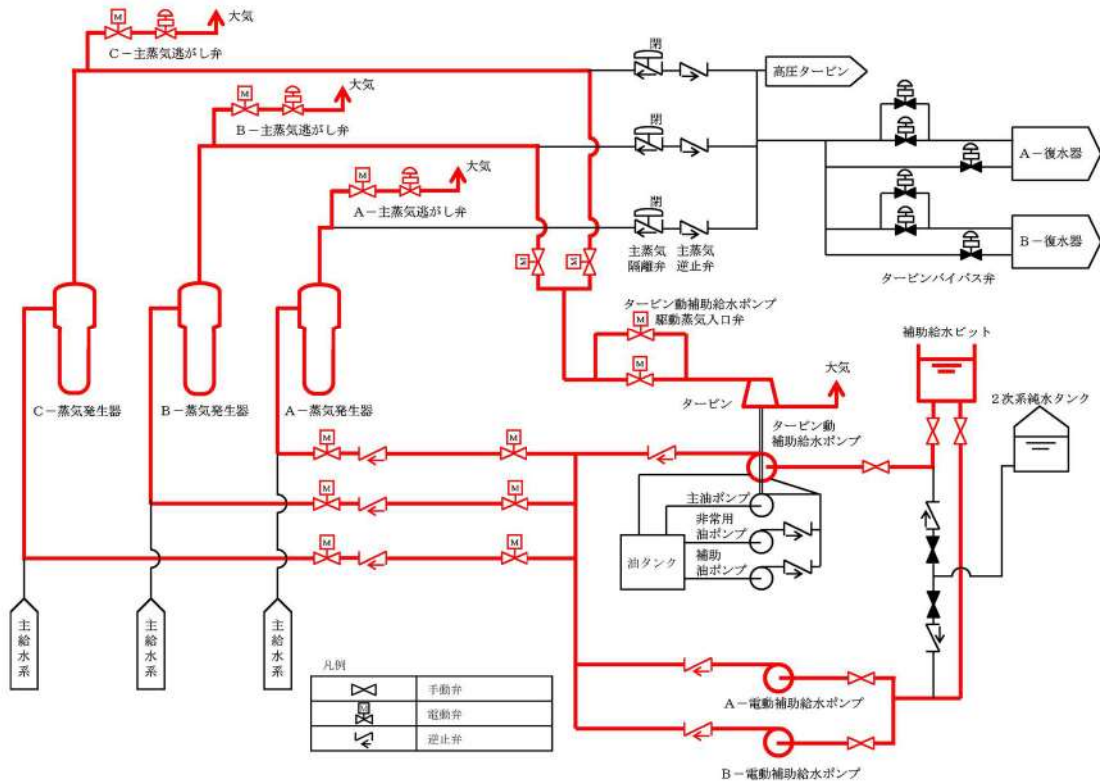 大気
C－主蒸気逃がし弁
M
大気
B－主蒸気逃がし弁
M
大気
A－主蒸気逃がし弁
M
閉
閉
閉
高圧タービン
主蒸気
隔離弁
主蒸気
逆止弁
A－復水器
B－復水器
タービンバイパス弁
M
M
タービン動補助給水ポンプ
駆動蒸気入口弁
M
M
タービン
大気
補助給水ピット
2次系純水タンク
C－蒸気発生器
B－蒸気発生器
A－蒸気発生器
タービン動
補助給水ポンプ
M
M
M
M
M
M
主油ポンプ
非常用
油ポンプ
補助
油ポンプ
油タンク
主給水系
主給水系
主給水系
凡例
手動弁
M
電動弁
逆止弁
A－電動補助給水ポンプ
B－電動補助給水ポンプ